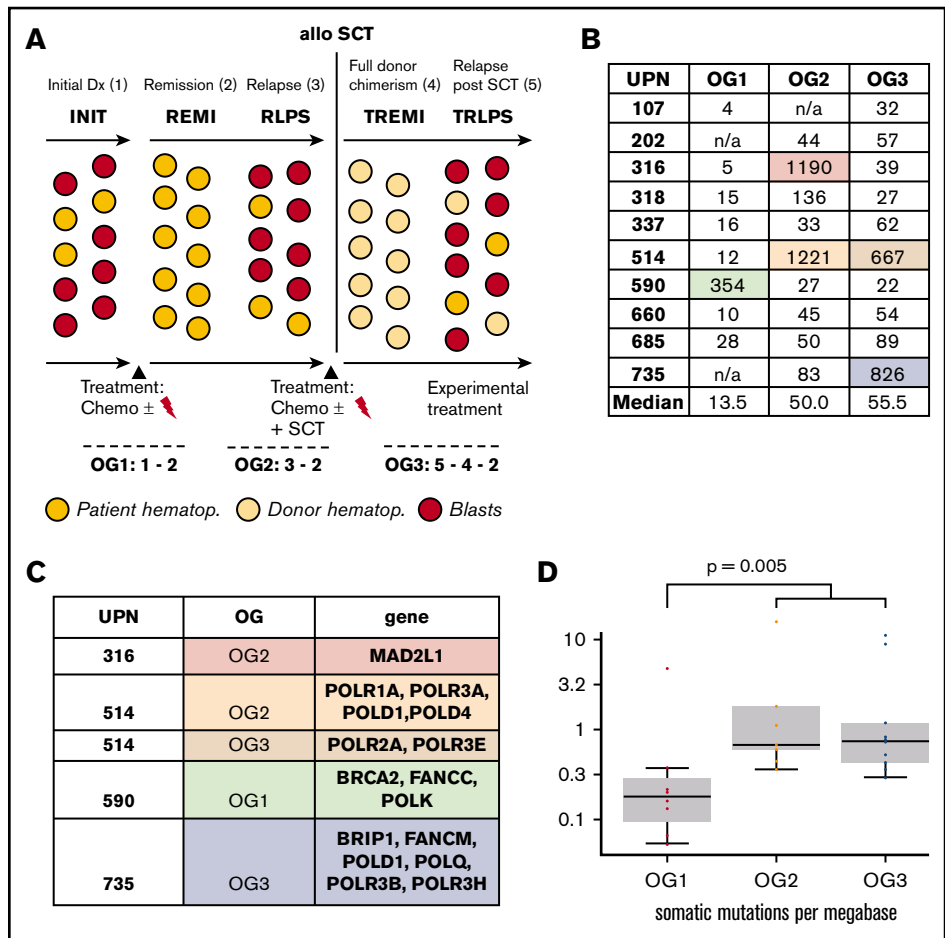 A
allo SCT
Initial Dx (1)
INIT
Remission (2)
REMI
Relapse (3)
RLPS
Full donor
chimerism (4)
TREMI
Relapse
post SCT (5)
TRLPS
Treatment:
Chemo ±
Treatment:
Chemo ±
+ SCT
Experimental
treatment
OG1: 1 - 2
OG2: 3 - 2
OG3: 5 - 4 - 2
Patient hematop.
Donor hematop.
Blasts
B
UPN OG1 OG2 OG3
107 4 n/a 32
202 n/a 44 57
316 5 1190 39
318 15 136 27
337 16 33 62
514 12 1221 667
590 354 27 22
660 10 45 54
685 28 50 89
735 n/a 83 826
Median 13.5 50.0 55.5
C
UPN OG gene
316 OG2 MAD2L1
514 OG2 POLR1A, POLR3A,
POLD1,POLD4
514 OG3 POLR2A, POLR3E
590 OG1 BRCA2, FANCC,
POLK
735 OG3 BRIP1, FANCM,
POLD1, POLQ,
POLR3B, POLR3H
D
p = 0.005
10
3.2
1
0.3
0.1
OG1 OG2 OG3
somatic mutations per megabase